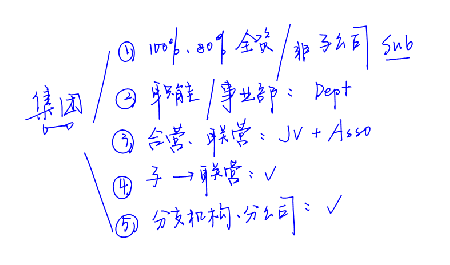 集团
① 100%、80% 全资/非 子公司 Sub
② 职能/事业部: Dept
③ 合营、联营: JV + Asso
④ 子 → 联营: ✓
⑤ 分支机构、分公司: ✓